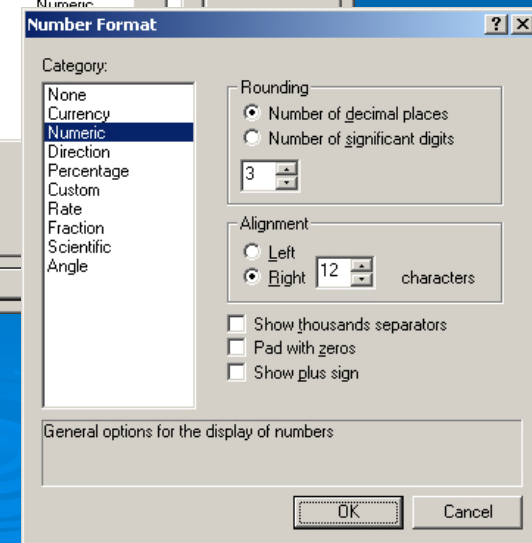 Numeric
Number Format
Category:
None
Currency
Numeric
Direction
Percentage
Custom
Rate
Fraction
Scientific
Angle
Rounding
Number of decimal places
Number of significant digits
3
Alignment
Left
Right 12 characters
Show thousands separators
Pad with zeros
Show plus sign
General options for the display of numbers
OK Cancel